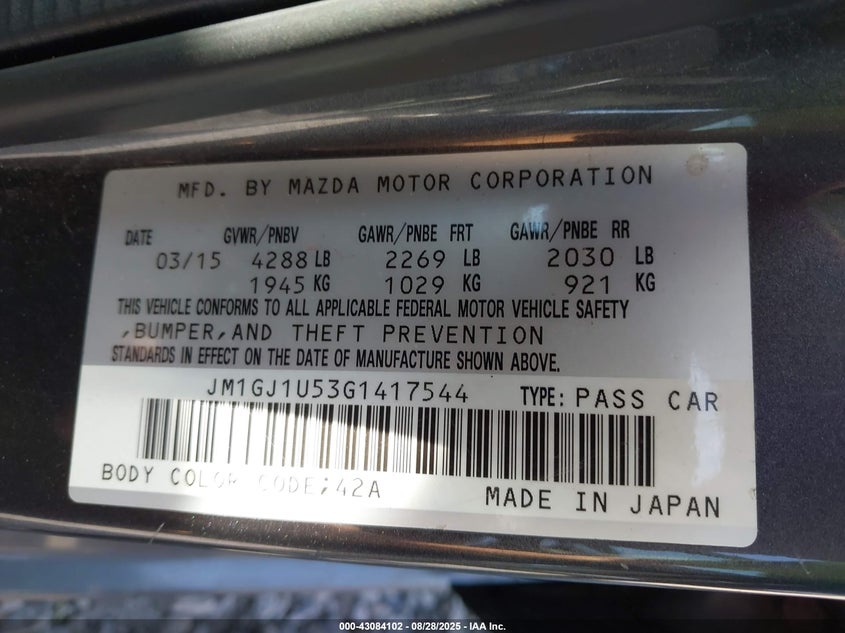 MFD. BY MAZDA MOTOR CORPORATION
DATE GVWR/PNBV GAWR/PNBE FRT GAWR/PNBE RR
03/15 4288 LB 2269 LB 2030 LB
1945 KG 1029 KG 921 KG
THIS VEHICLE CONFORMS TO ALL APPLICABLE FEDERAL MOTOR VEHICLE SAFETY
,BUMPER,AND THEFT PREVENTION
STANDARDS IN EFFECT ON THE DATE OF MANUFACTURE SHOWN ABOVE.
JM1GJ1U53G1417544 TYPE: PASS CAR
BODY COLOR CODE;42A
MADE IN JAPAN
000-43084102 - 08/28/2025 - IAA Inc.